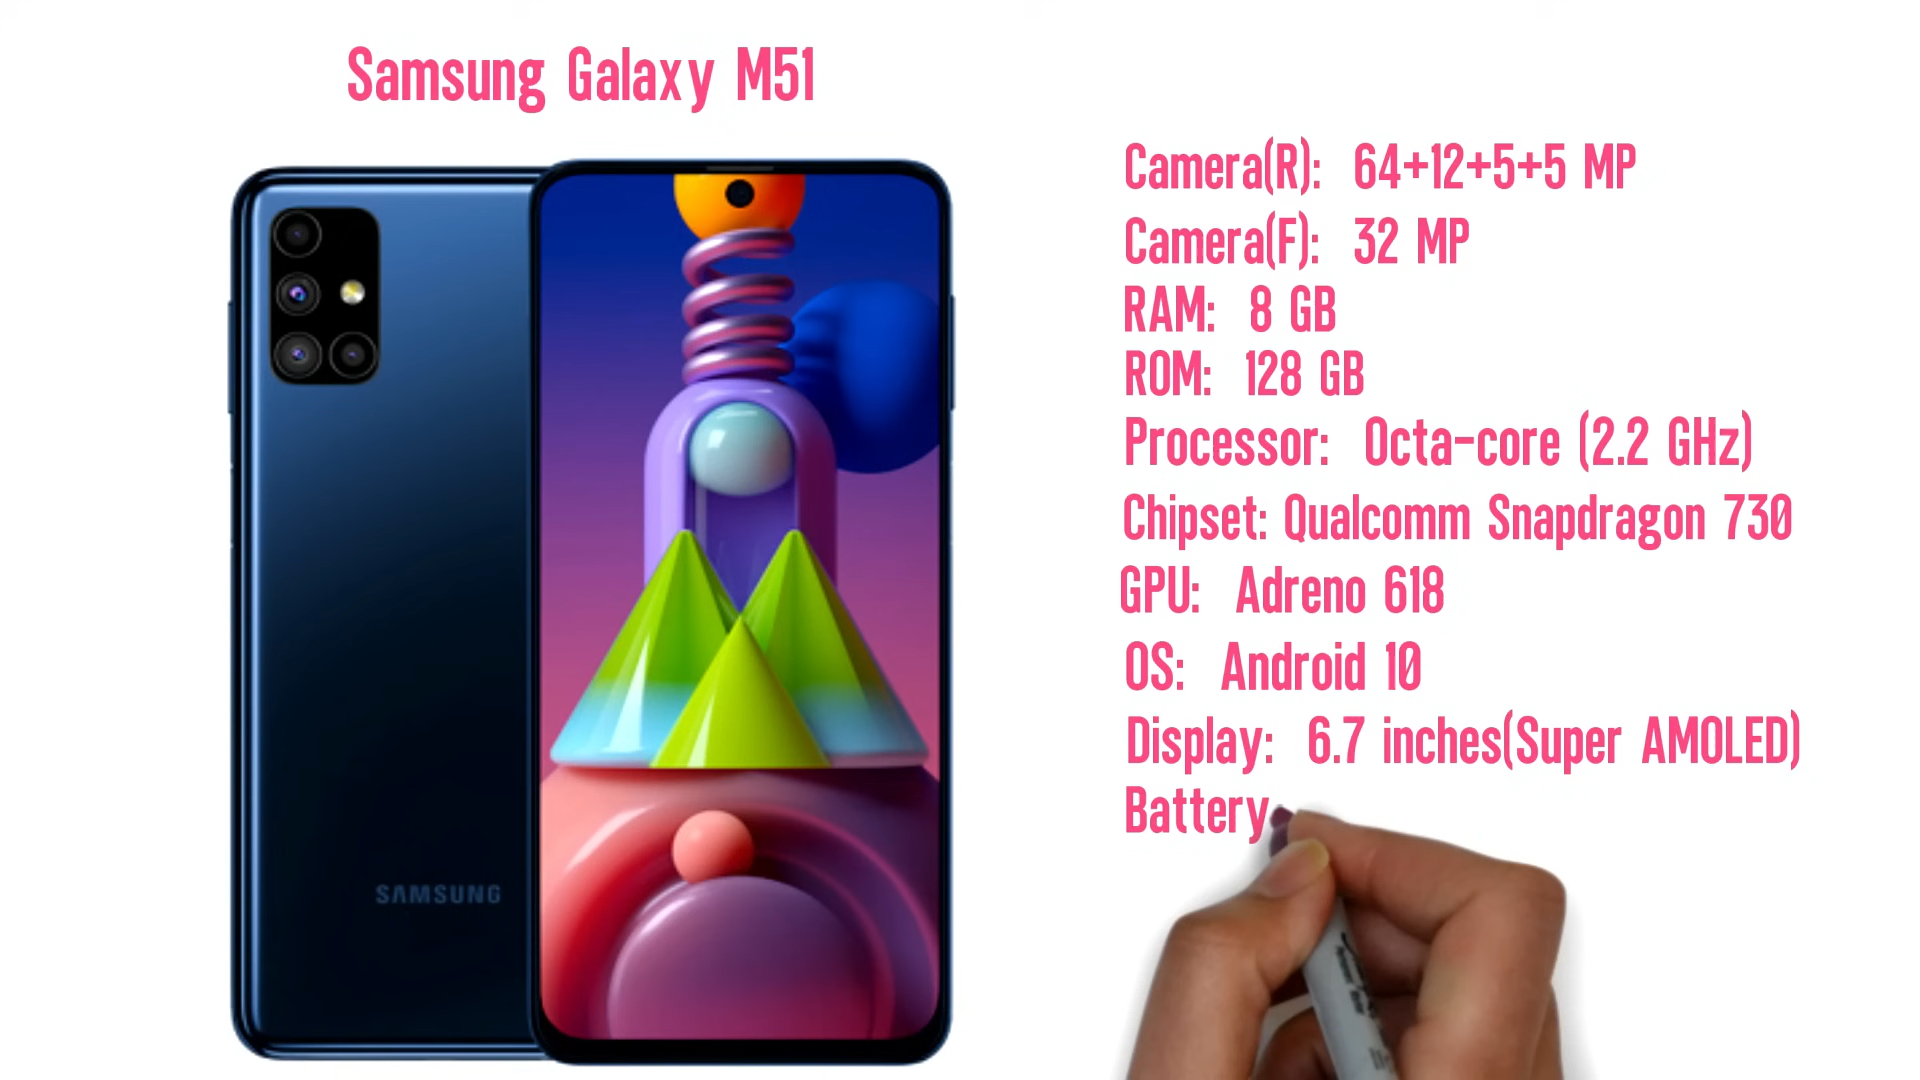 Samsung Galaxy M51
Camera(R): 64+12+5+5 MP
Camera(F): 32 MP
RAM: 8 GB
ROM: 128 GB
Processor: Octa-core (2.2 GHz)
Chipset: Qualcomm Snapdragon 730
GPU: Adreno 618
OS: Android 10
Display: 6.7 inches(Super AMOLED)
Battery
SAMSUNG